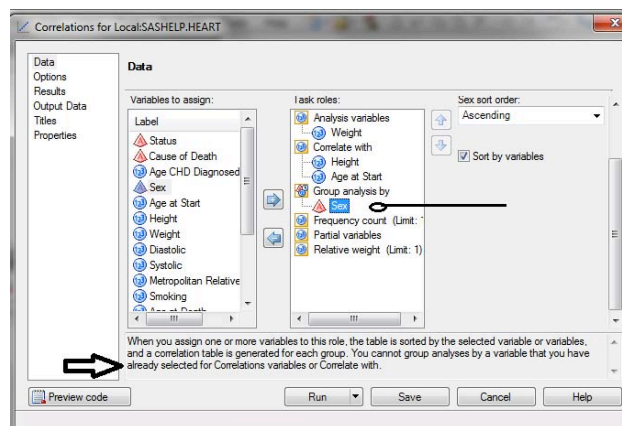 Correlations for Local:SASHELP.HEART
Data
Options
Results
Output Data
Titles
Properties
Data
Variables to assign:
Label
Status
Cause of Death
Age CHD Diagnosed
Sex
Age at Start
Height
Weight
Diastolic
Systolic
Metropolitan Relative
Smoking
Age at Death
Task roles:
Analysis variables
Weight
Correlate with
Height
Age at Start
Group analysis by
Sex
Frequency count (Limit:
Partial variables
Relative weight (Limit: 1)
Sex sort order:
Ascending
Sort by variables
When you assign one or more variables to this role, the table is sorted by the selected variable or variables,
and a correlation table is generated for each group. You cannot group analyses by a variable that you have
already selected for Correlations variables or Correlate with.
Preview code
Run
Save
Cancel
Help